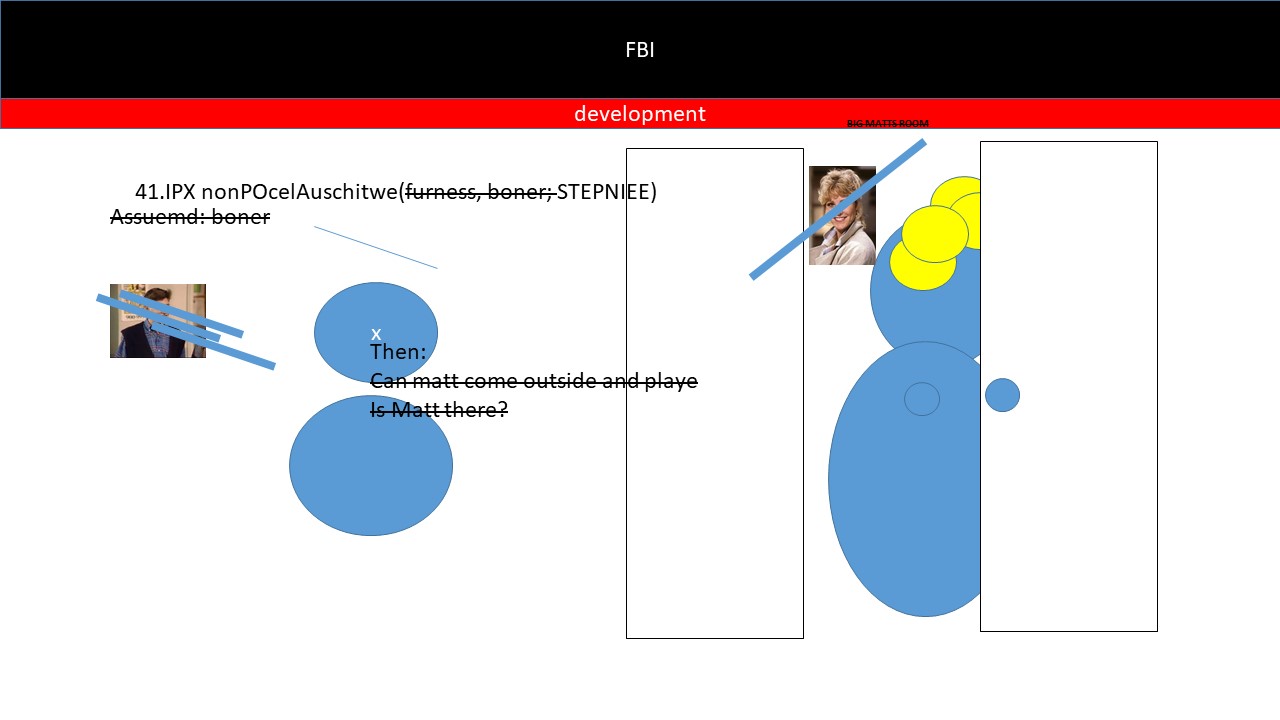 FBI
development
BIG MATTS ROOM
41.IPX nonPOcelAuschitwe(furness, boner; STEPNIEE)
Assuemd: boner
x
Then:
Can matt come outside and playe
Is Matt there?